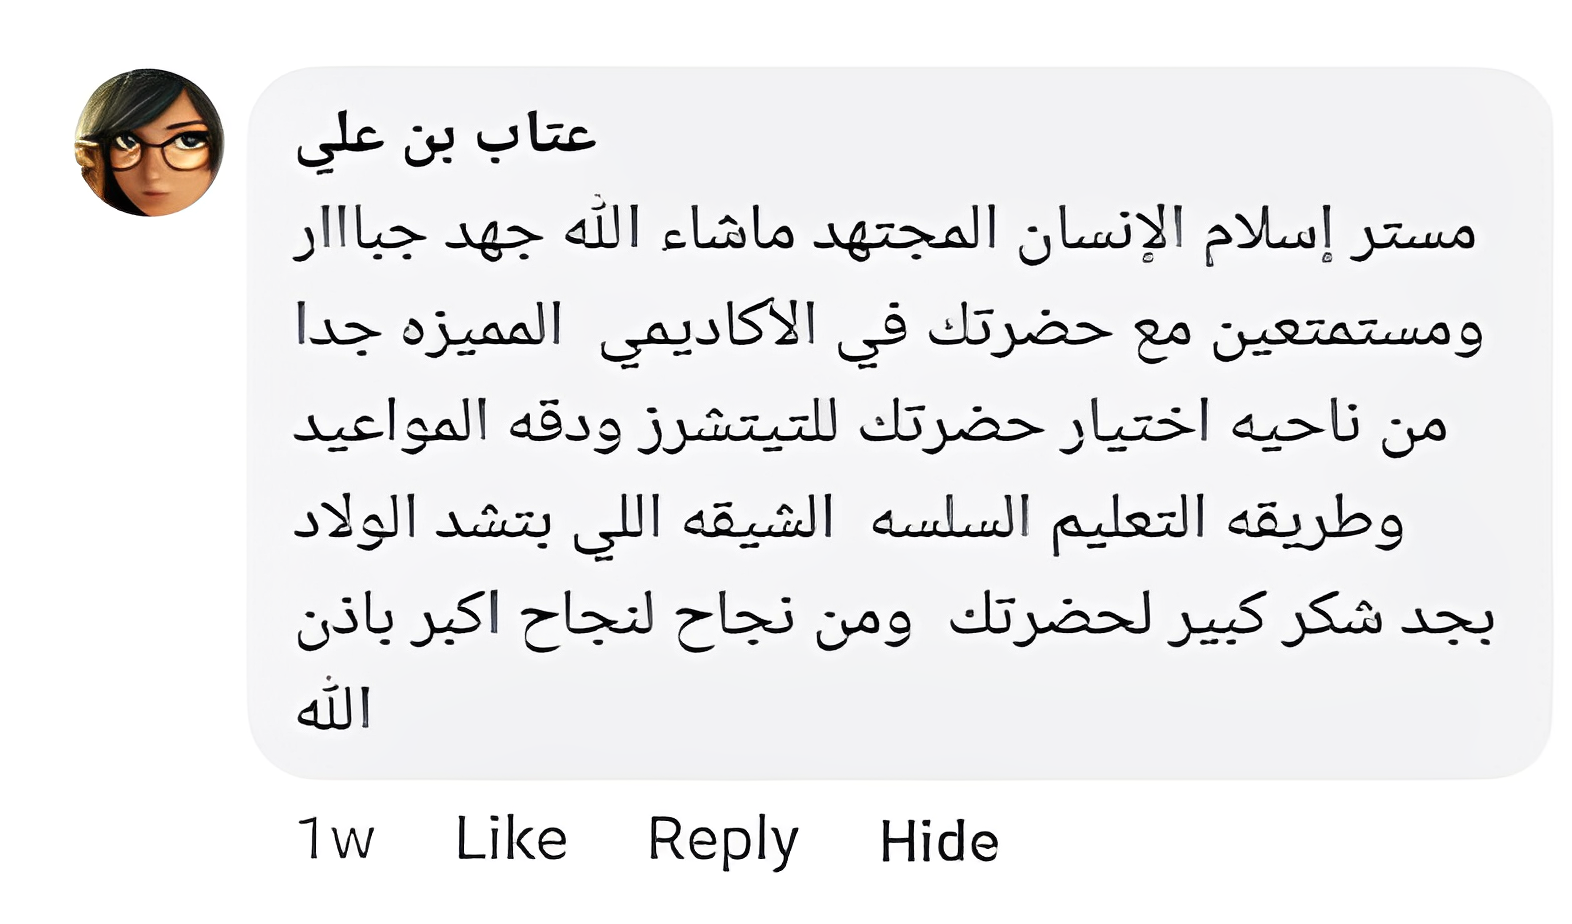 عتاب بن علي
مستر إسلام الإنسان المجتهد ماشاء الله جهد جبااار
ومستمتعين مع حضرتك في الأكاديمي المميزه جدا
من ناحيه اختيار حضرتك للتيتشرز ودقه المواعيد
وطريقه التعليم السلسه الشيقه اللي بتشد الولاد
بجد شكر كبير لحضرتك ومن نجاح لنجاح اكبر باذن
الله
1w Like Reply Hide